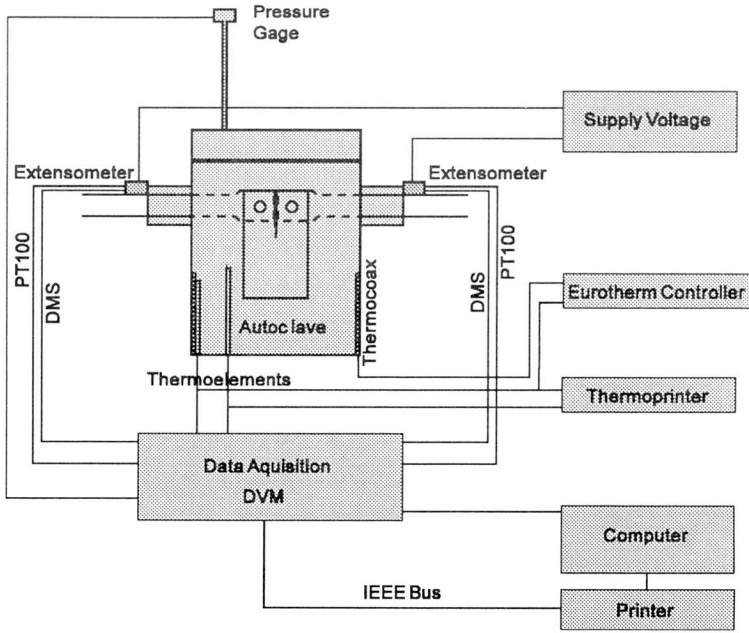 Pressure
Gage
Supply Voltage
Extensometer
Extensometer
PT100
DMS
Thermocoax
DMS
PT100
Eurotherm Controller
Autoc lave
Thermoelements
Thermoprinter
Data Aquisition
DVM
Computer
IEEE Bus
Printer